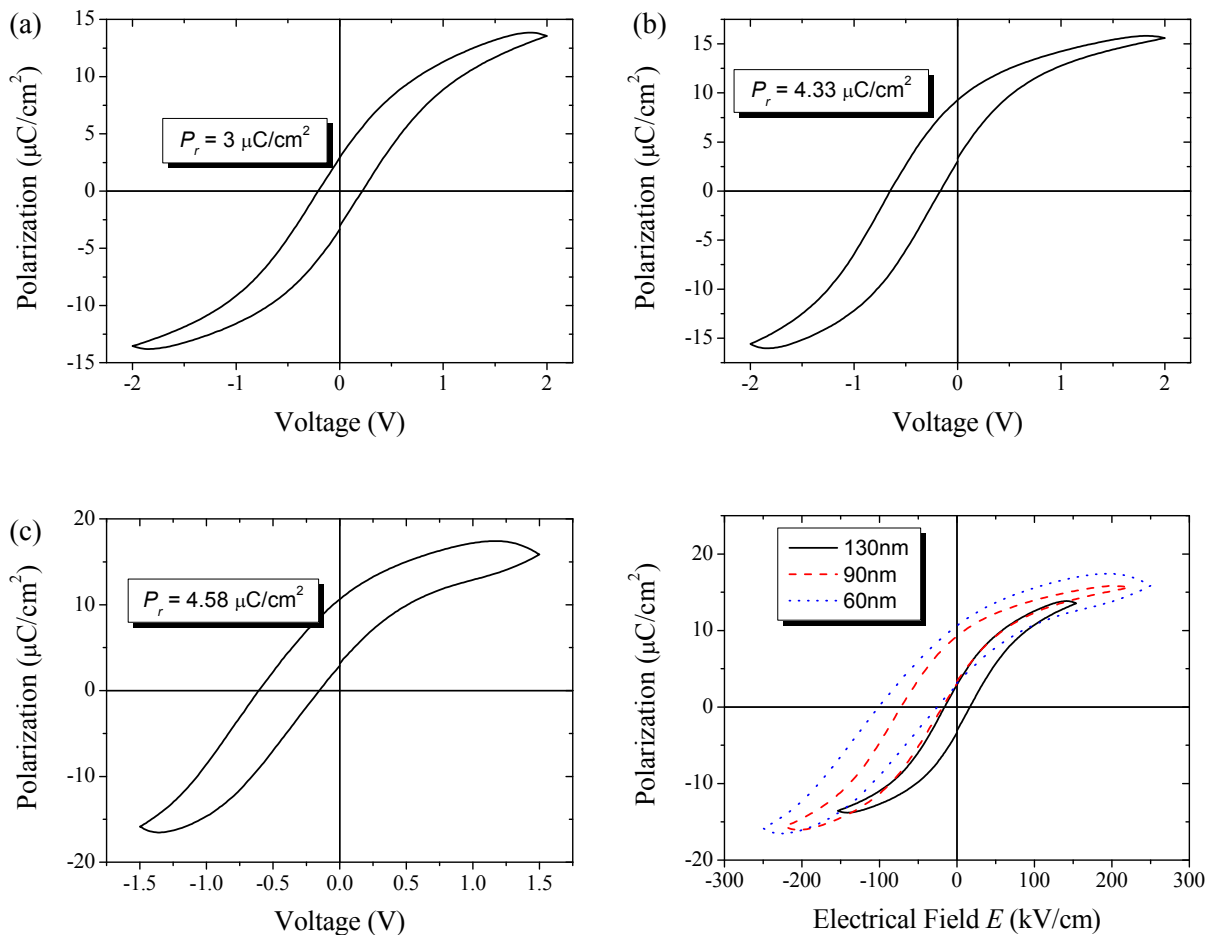 (a)
15
10
5
0
-5
-10
-15
Polarization (μC/cm²)
P_r = 3 μC/cm²
-2 -1 0 1 2
Voltage (V)
(b)
15
10
5
0
-5
-10
-15
Polarization (μC/cm²)
P_r = 4.33 μC/cm²
-2 -1 0 1 2
Voltage (V)
(c)
20
10
0
-10
-20
Polarization (μC/cm²)
P_r = 4.58 μC/cm²
-1.5 -1.0 -0.5 0.0 0.5 1.0 1.5
Voltage (V)
20
10
0
-10
-20
Polarization (μC/cm²)
130nm
90nm
60nm
-300 -200 -100 0 100 200 300
Electrical Field E (kV/cm)